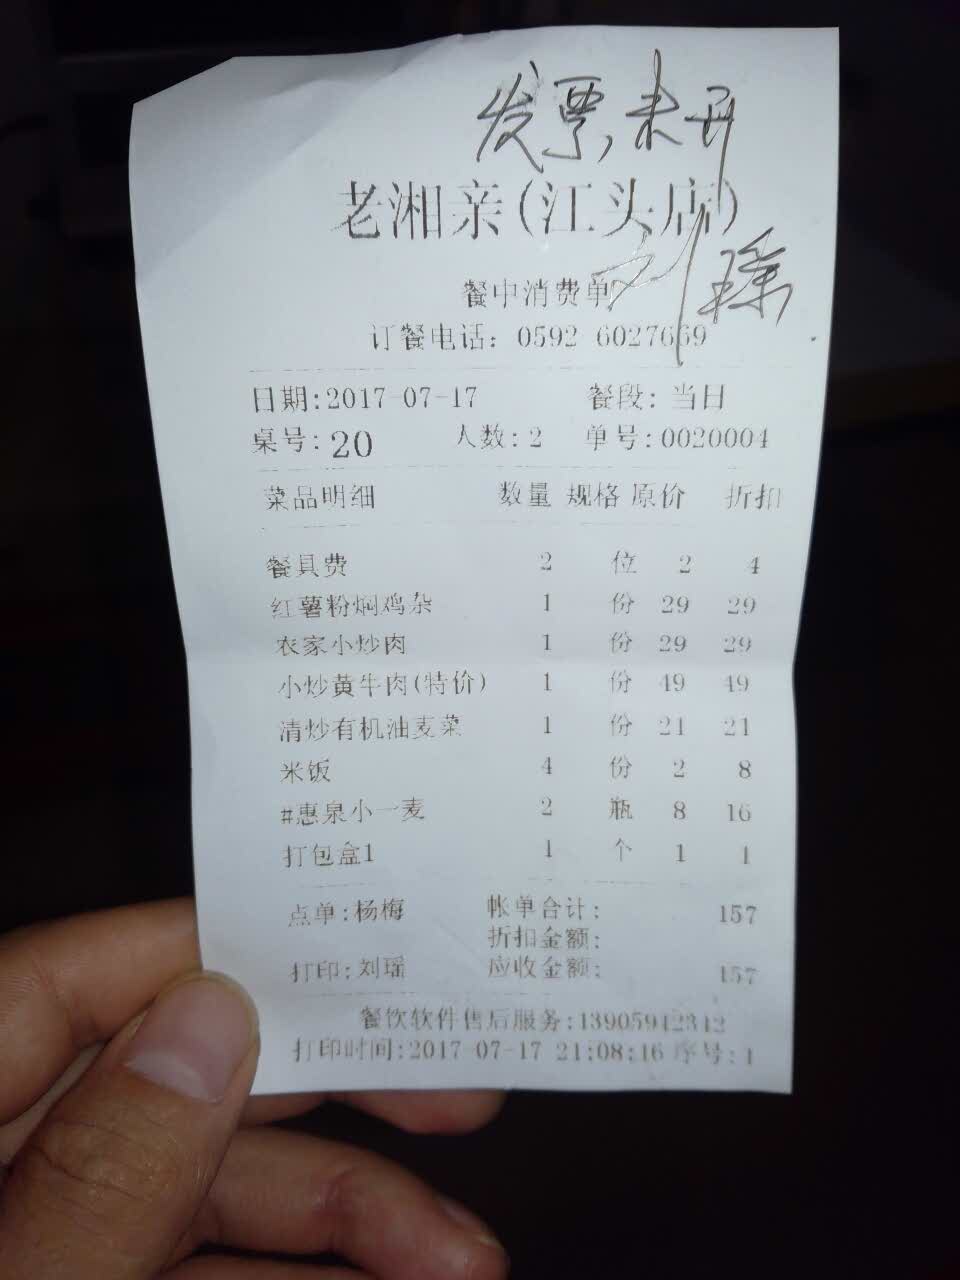 发票,未开
老湘亲(江头店)
刘瑶
餐中消费单
订餐电话: 0592 6027669
日期:2017-07-17 餐段: 当日
桌号: 20 人数: 2 单号:0020004
菜品明细 数量 规格 原价 折扣
餐具费 2 位 2 4
红薯粉焖鸡杂 1 份 29 29
农家小炒肉 1 份 29 29
小炒黄牛肉(特价) 1 份 49 49
清炒有机油麦菜 1 份 21 21
米饭 4 份 2 8
#惠泉小一麦 2 瓶 8 16
打包盒1 1 个 1 1
点单:杨梅 帐单合计: 157
折扣金额:
打印:刘瑶 应收金额: 157
餐饮软件售后服务:13905942342
打印时间:2017-07-17 21:08:16 序号:1